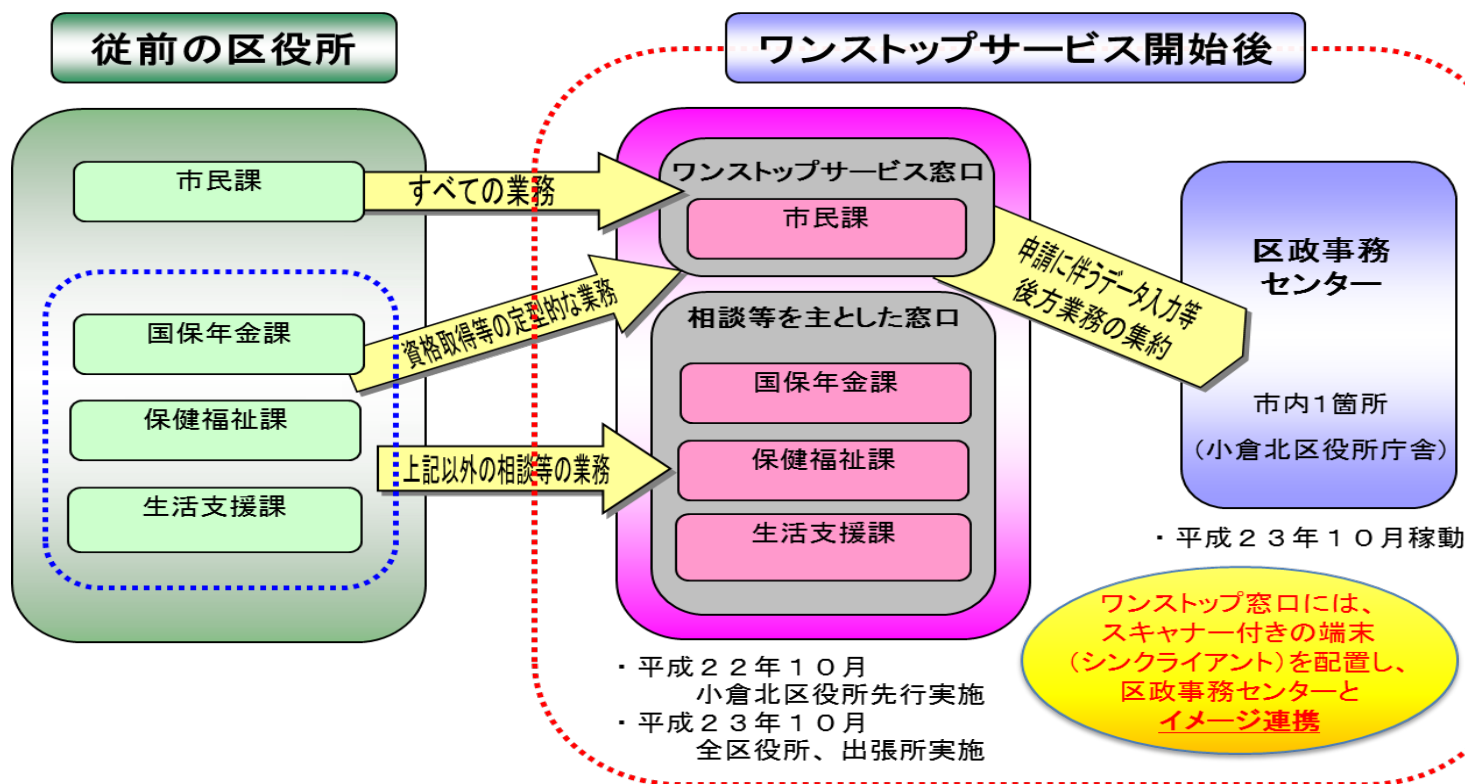 従前の区役所
ワンストップサービス開始後
市民課
国保年金課
保健福祉課
生活支援課
すべての業務
資格取得等の定型的な業務
上記以外の相談等の業務
ワンストップサービス窓口
市民課
相談等を主とした窓口
国保年金課
保健福祉課
生活支援課
申請に伴うデータ入力等
後方業務の集約
区政事務
センター
市内１箇所
（小倉北区役所庁舎）
・平成２３年１０月稼動
・平成２２年１０月
小倉北区役所先行実施
・平成２３年１０月
全区役所、出張所実施
ワンストップ窓口には、
スキャナー付きの端末
（シンクライアント）を配置し、
区政事務センターと
イメージ連携